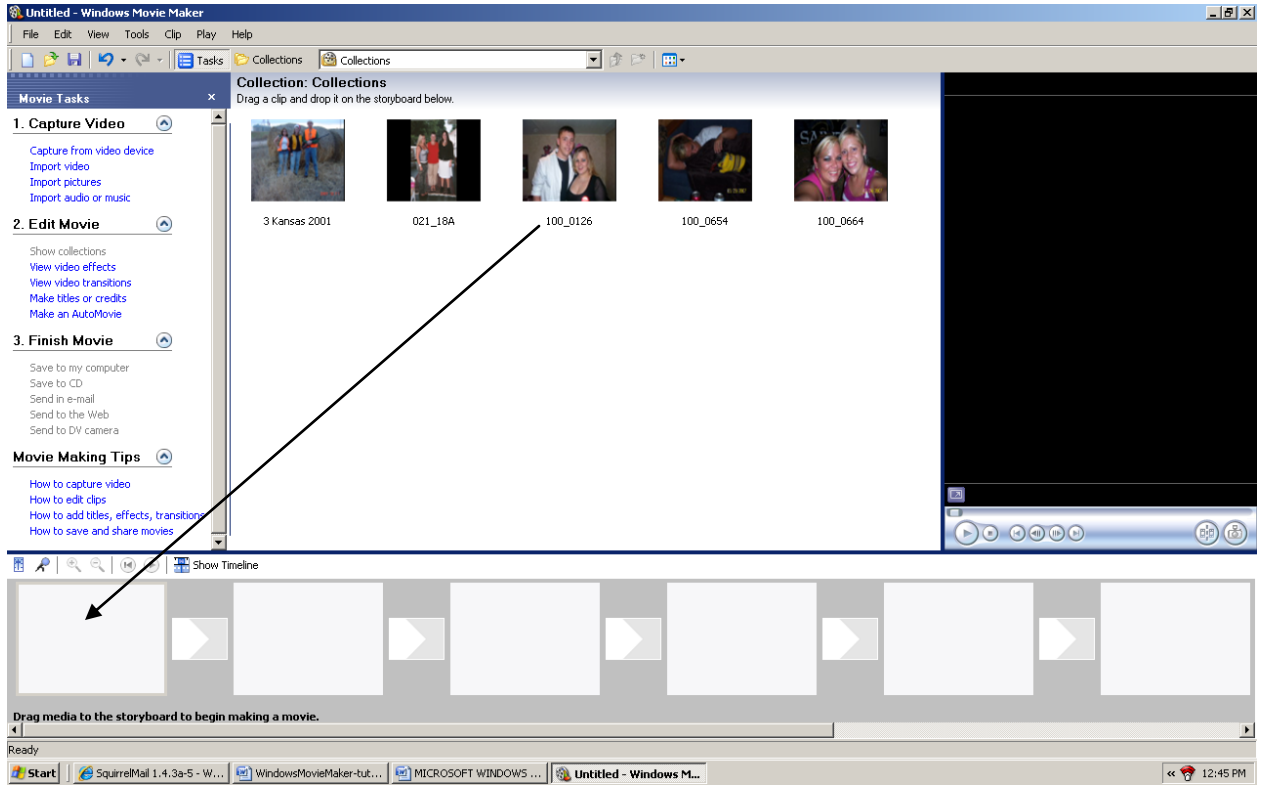 Untitled - Windows Movie Maker
File Edit View Tools Clip Play Help
Tasks Collections Collections
Movie Tasks
Collection: Collections
Drag a clip and drop it on the storyboard below.
1. Capture Video
Capture from video device
Import video
Import pictures
Import audio or music
2. Edit Movie
Show collections
View video effects
View video transitions
Make titles or credits
Make an AutoMovie
3. Finish Movie
Save to my computer
Save to CD
Send in e-mail
Send to the Web
Send to DV camera
Movie Making Tips
How to capture video
How to edit clips
How to add titles, effects, transitions
How to save and share movies
3 Kansas 2001 021_18A 100_0126 100_0654 100_0664
Show Timeline
Drag media to the storyboard to begin making a movie.
Ready
Start SquirrelMail 1.4.3a-5 - W... WindowsMovieMaker-tut... MICROSOFT WINDOWS ... Untitled - Windows M... 12:45 PM